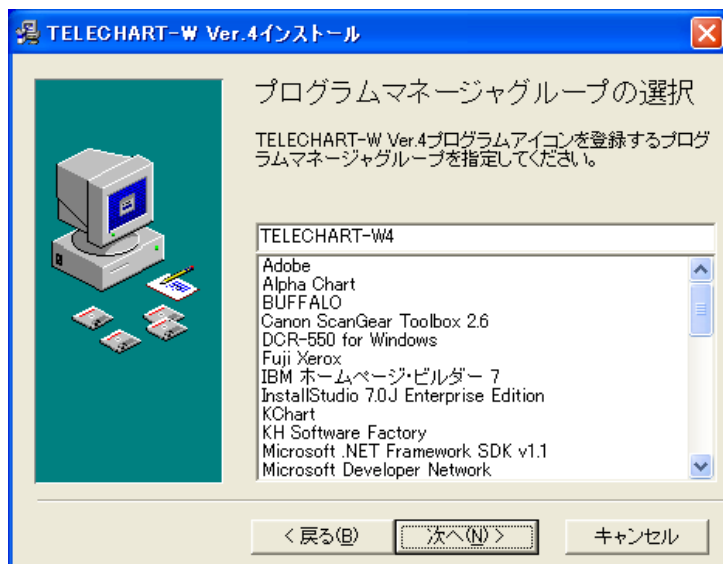 TELECHART-W Ver.4インストール
プログラムマネージャグループの選択
TELECHART-W Ver.4プログラムアイコンを登録するプログ
ラムマネージャグループを指定してください。
TELECHART-W4
Adobe
Alpha Chart
BUFFALO
Canon ScanGear Toolbox 2.6
DCR-550 for Windows
Fuji Xerox
IBM ホームページ・ビルダー 7
InstallStudio 7.0J Enterprise Edition
KChart
KH Software Factory
Microsoft .NET Framework SDK v1.1
Microsoft Developer Network
< 戻る(B) 次へ(N) > キャンセル